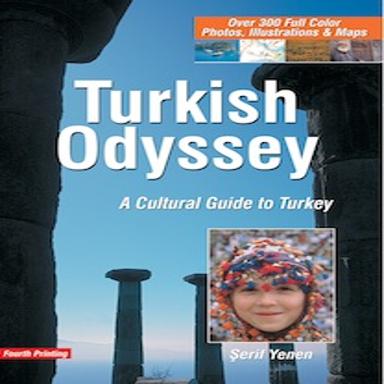 Over 300 Full Color
Photos, Illustrations & Maps
Turkish
Odyssey
A Cultural Guide to Turkey
Şerif Yenen
Fourth Printing